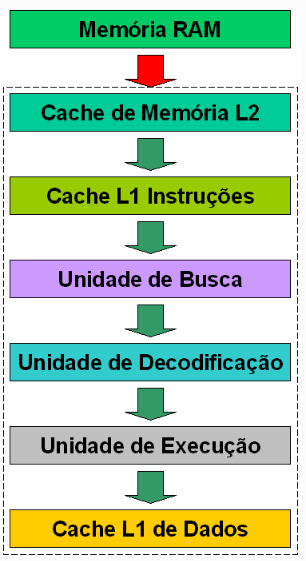 Memória RAM
Cache de Memória L2
Cache L1 Instruções
Unidade de Busca
Unidade de Decodificação
Unidade de Execução
Cache L1 de Dados